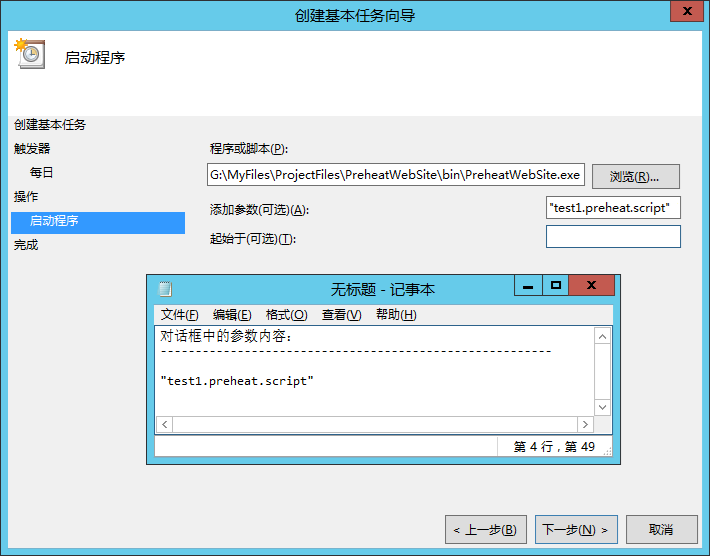 创建基本任务向导
启动程序
创建基本任务
触发器
每日
操作
启动程序
完成
程序或脚本(P):
G:\MyFiles\ProjectFiles\PreheatWebSite\bin\PreheatWebSite.exe
浏览(R)...
添加参数(可选)(A):
"test1.preheat.script"
起始于(可选)(T):
无标题 - 记事本
文件(F) 编辑(E) 格式(O) 查看(V) 帮助(H)
对话框中的参数内容：
--------------------------------------------------------
"test1.preheat.script"
第 4 行，第 49
< 上一步(B)
下一步(N) >
取消